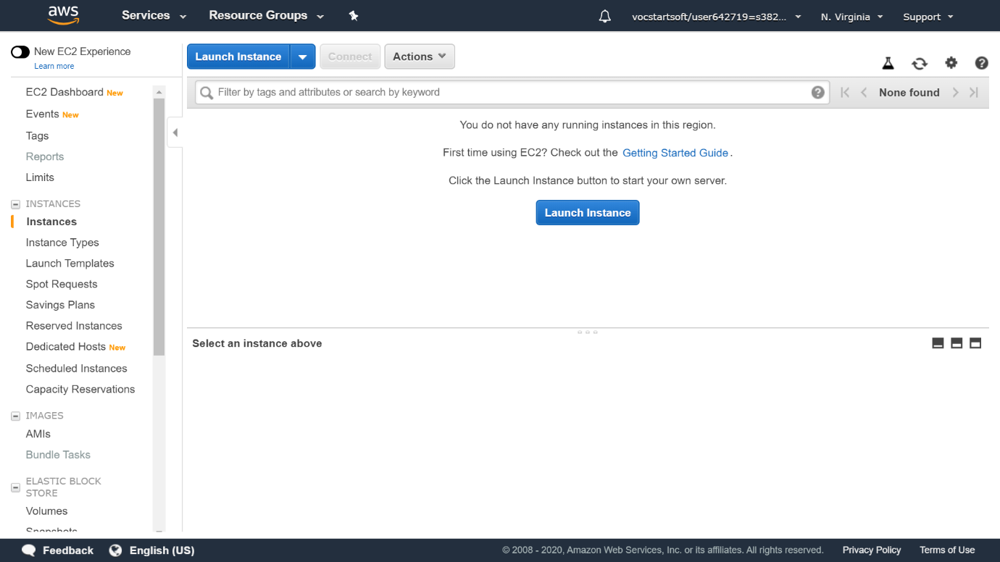 aws
Services
Resource Groups
vocstartsoft/user642719=s382...
N. Virginia
Support
New EC2 Experience
Learn more
EC2 Dashboard New
Events New
Tags
Reports
Limits
INSTANCES
Instances
Instance Types
Launch Templates
Spot Requests
Savings Plans
Reserved Instances
Dedicated Hosts New
Scheduled Instances
Capacity Reservations
IMAGES
AMIs
Bundle Tasks
ELASTIC BLOCK
STORE
Volumes
Snapshots
Launch Instance
Connect
Actions
Filter by tags and attributes or search by keyword
None found
You do not have any running instances in this region.
First time using EC2? Check out the Getting Started Guide.
Click the Launch Instance button to start your own server.
Launch Instance
Select an instance above
Feedback
English (US)
© 2008 - 2020, Amazon Web Services, Inc. or its affiliates. All rights reserved.
Privacy Policy
Terms of Use